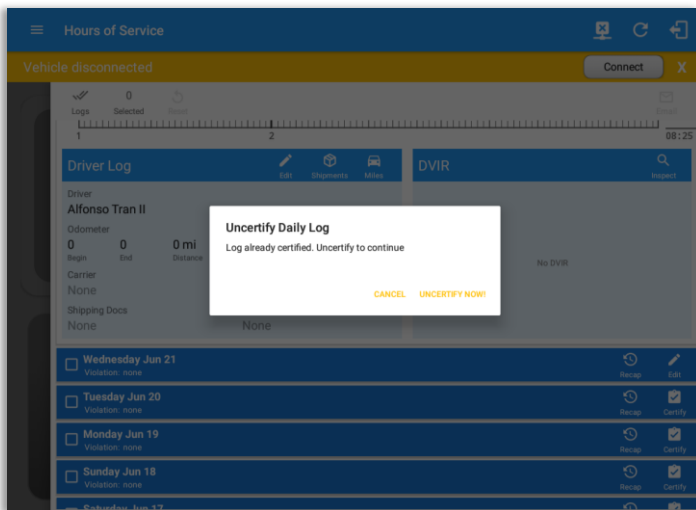 Hours of Service
Vehicle disconnected
Connect
X
0
Logs
Selected
Reset
Email
1
2
08:25
Driver Log
Edit
Shipments
Miles
DVIR
Inspect
Driver
Alfonso Tran II
Odometer
0
0
0 mi
Begin
End
Distance
Carrier
None
Shipping Docs
None
None
No DVIR
Uncertify Daily Log
Log already certified. Uncertify to continue
CANCEL
UNCERTIFY NOW!
Wednesday Jun 21
Violation: none
Recap
Edit
Tuesday Jun 20
Violation: none
Recap
Certify
Monday Jun 19
Violation: none
Recap
Certify
Sunday Jun 18
Violation: none
Recap
Certify
Saturday Jun 17